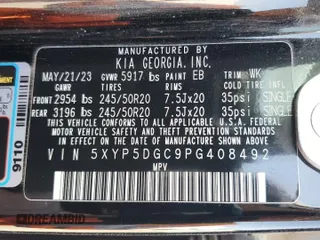 MANUFACTURED BY
KIA GEORGIA, INC.
MAY/21/23 GVWR 5917 lbs PAINT EB TRIM WK
GAWR TIRES RIMS COLD TIRE INF.
FRONT 2954 lbs 245/50R20 7.5Jx20 35psi SINGLE
REAR 3196 lbs 245/50R20 7.5Jx20 35psi SINGLE
THIS VEHICLE CONFORMS TO ALL APPLICABLE U.S.A. FEDERAL
MOTOR VEHICLE SAFETY AND THEFT PREVENTION STANDARDS
IN EFFECT ON THE DATE OF MANUFACTURE SHOWN ABOVE.
VIN 5XYP5DGC9PG408492
MPV
9110
DREAMBID